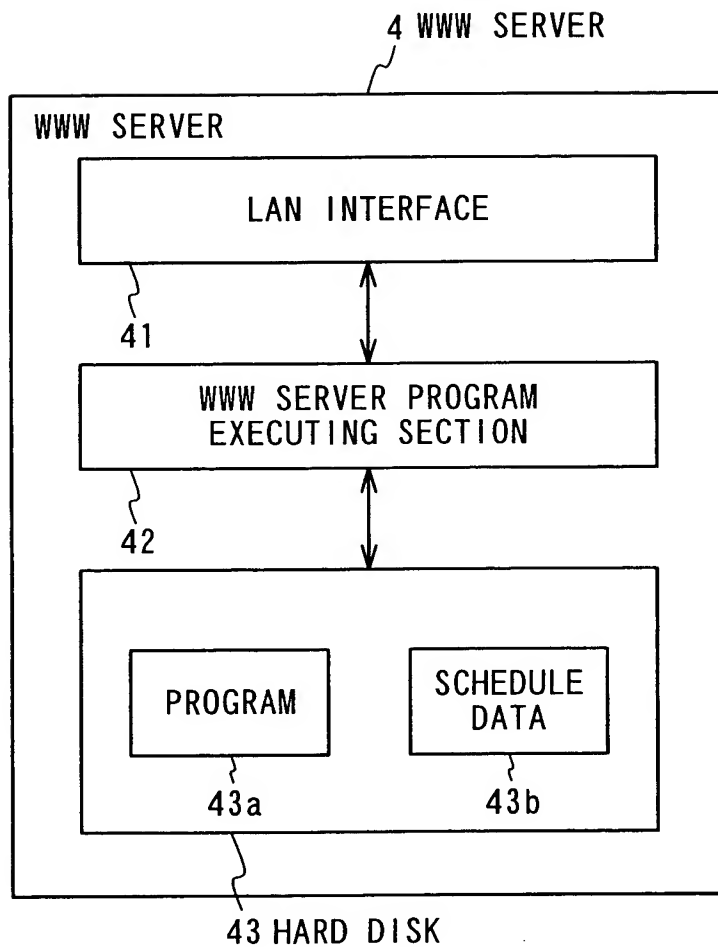 4 WWW SERVER
WWW SERVER
LAN INTERFACE
41
WWW SERVER PROGRAM
EXECUTING SECTION
42
PROGRAM
SCHEDULE
DATA
43a
43b
43 HARD DISK